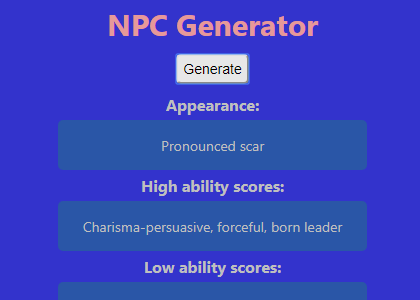 NPC Generator
Generate
Appearance:
Pronounced scar
High ability scores:
Charisma-persuasive, forceful, born leader
Low ability scores: